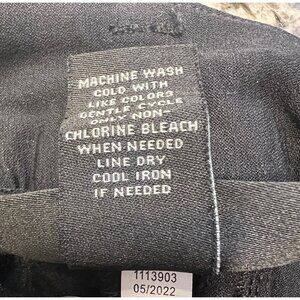 MACHINE WASH
COLD WITH
LIKE COLORS
GENTLE CYCLE
ONLY NON-
CHLORINE BLEACH
WHEN NEEDED
LINE DRY
COOL IRON
IF NEEDED
1113903
05/2022